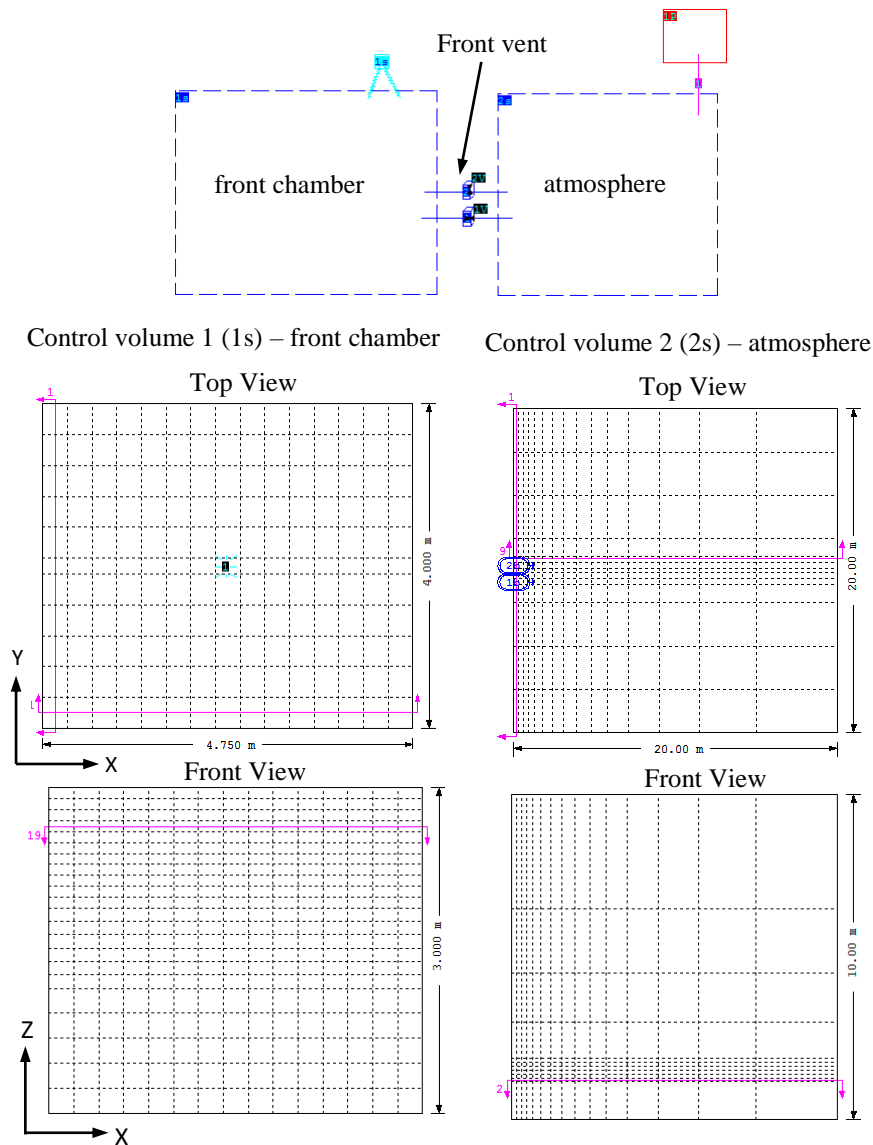 Front vent
1s
1s
2s
1P
1
front chamber
atmosphere
2V
1V
Control volume 1 (1s) – front chamber
Control volume 2 (2s) – atmosphere
Top View
Top View
1
1
1
4.000 m
9
20.00 m
Y
4.750 m
X
20.00 m
Front View
Front View
19
3.000 m
10.00 m
Z
2
X